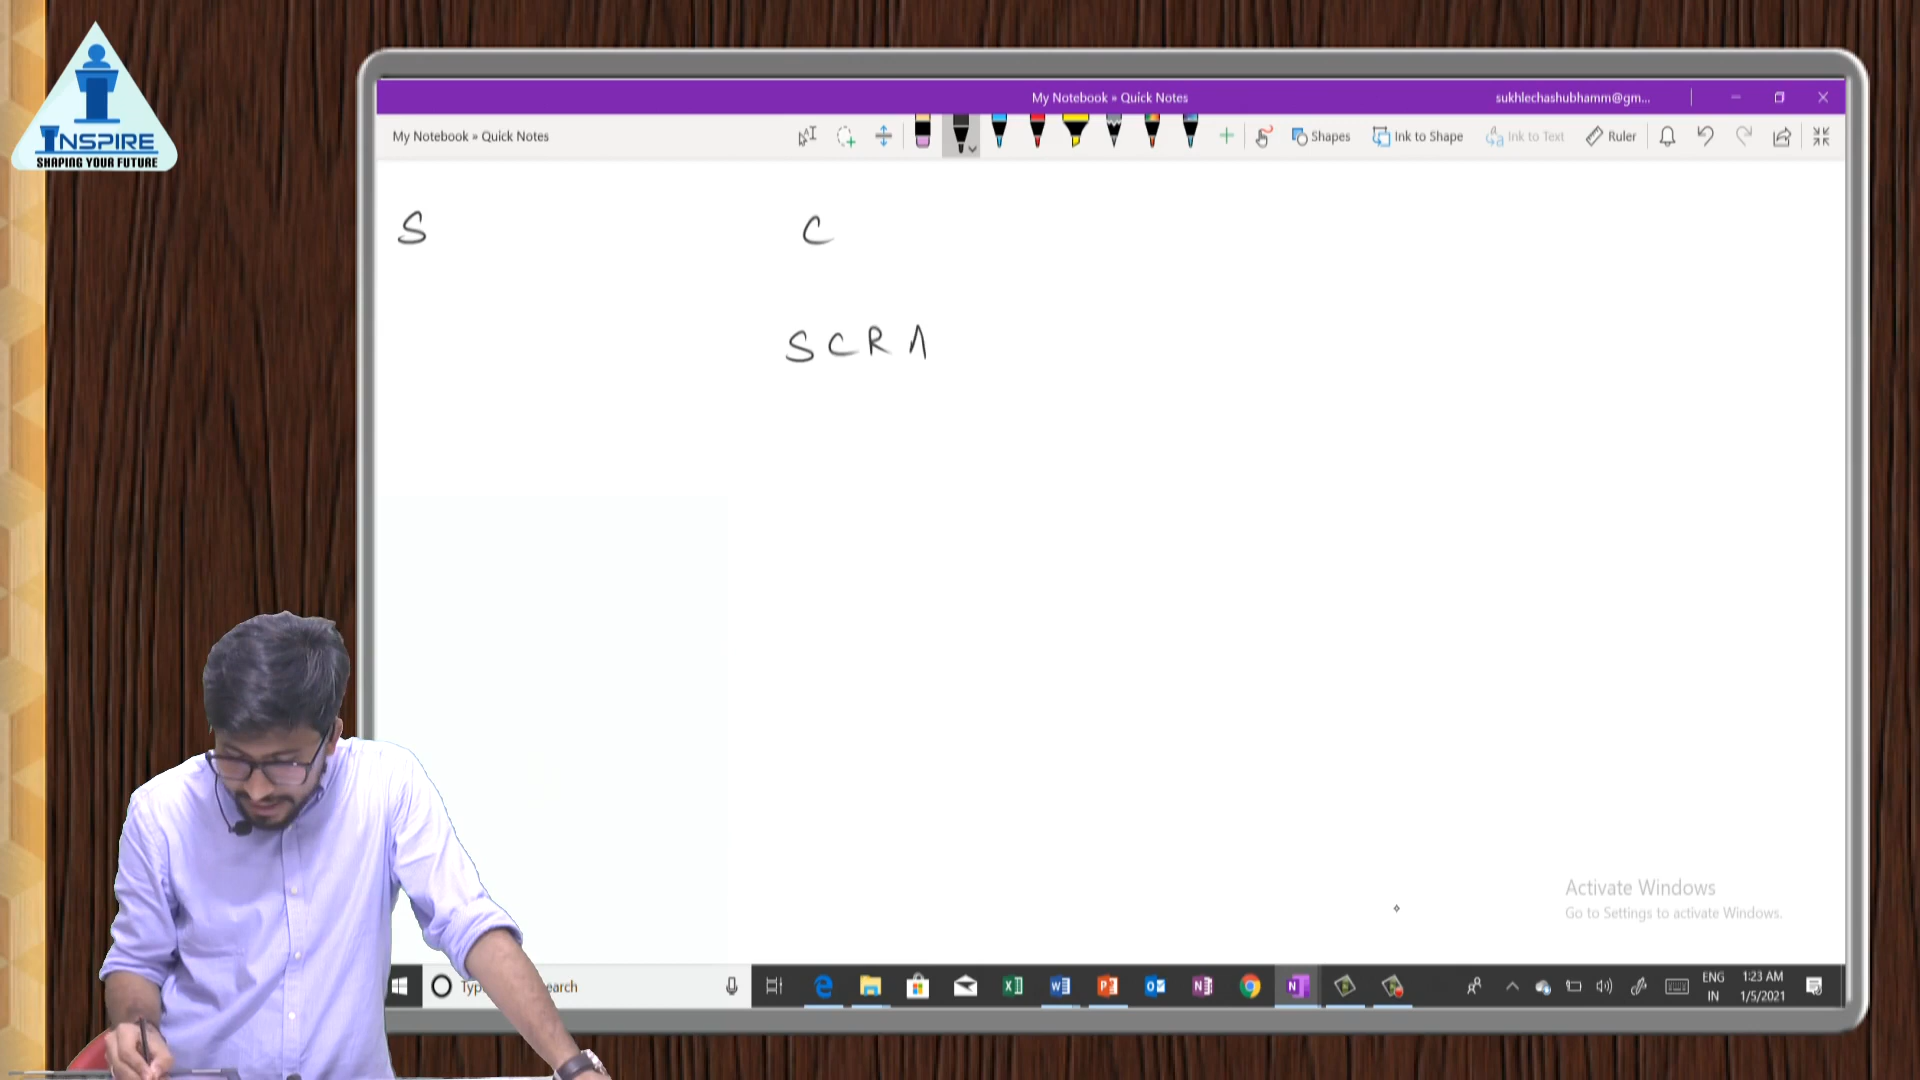 INSPIRE
SHAPING YOUR FUTURE
My Notebook » Quick Notes
sukhlechashubhamm@gm...
My Notebook » Quick Notes
Shapes
Ink to Shape
Ink to Text
Ruler
S C
S C R A
Activate Windows
Go to Settings to activate Windows.
ENG
IN
1:23 AM
1/5/2021